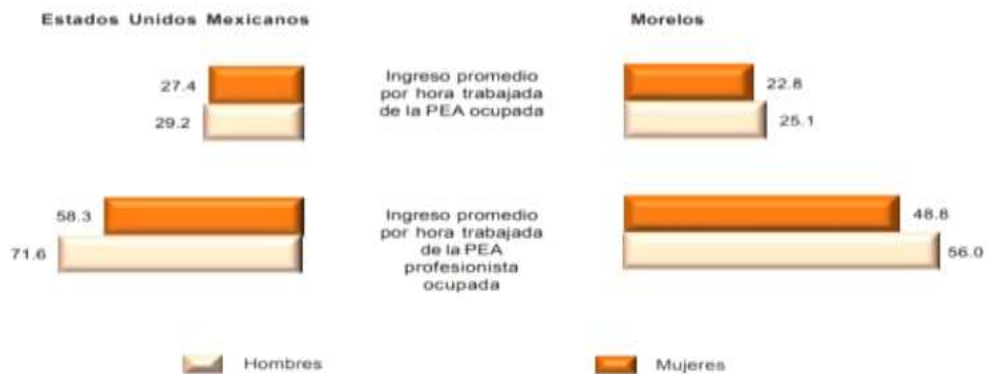 Estados Unidos Mexicanos
Morelos
27.4
29.2
Ingreso promedio
por hora trabajada
de la PEA ocupada
22.8
25.1
58.3
71.6
Ingreso promedio
por hora trabajada
de la PEA
profesionista
ocupada
48.8
56.0
Hombres
Mujeres